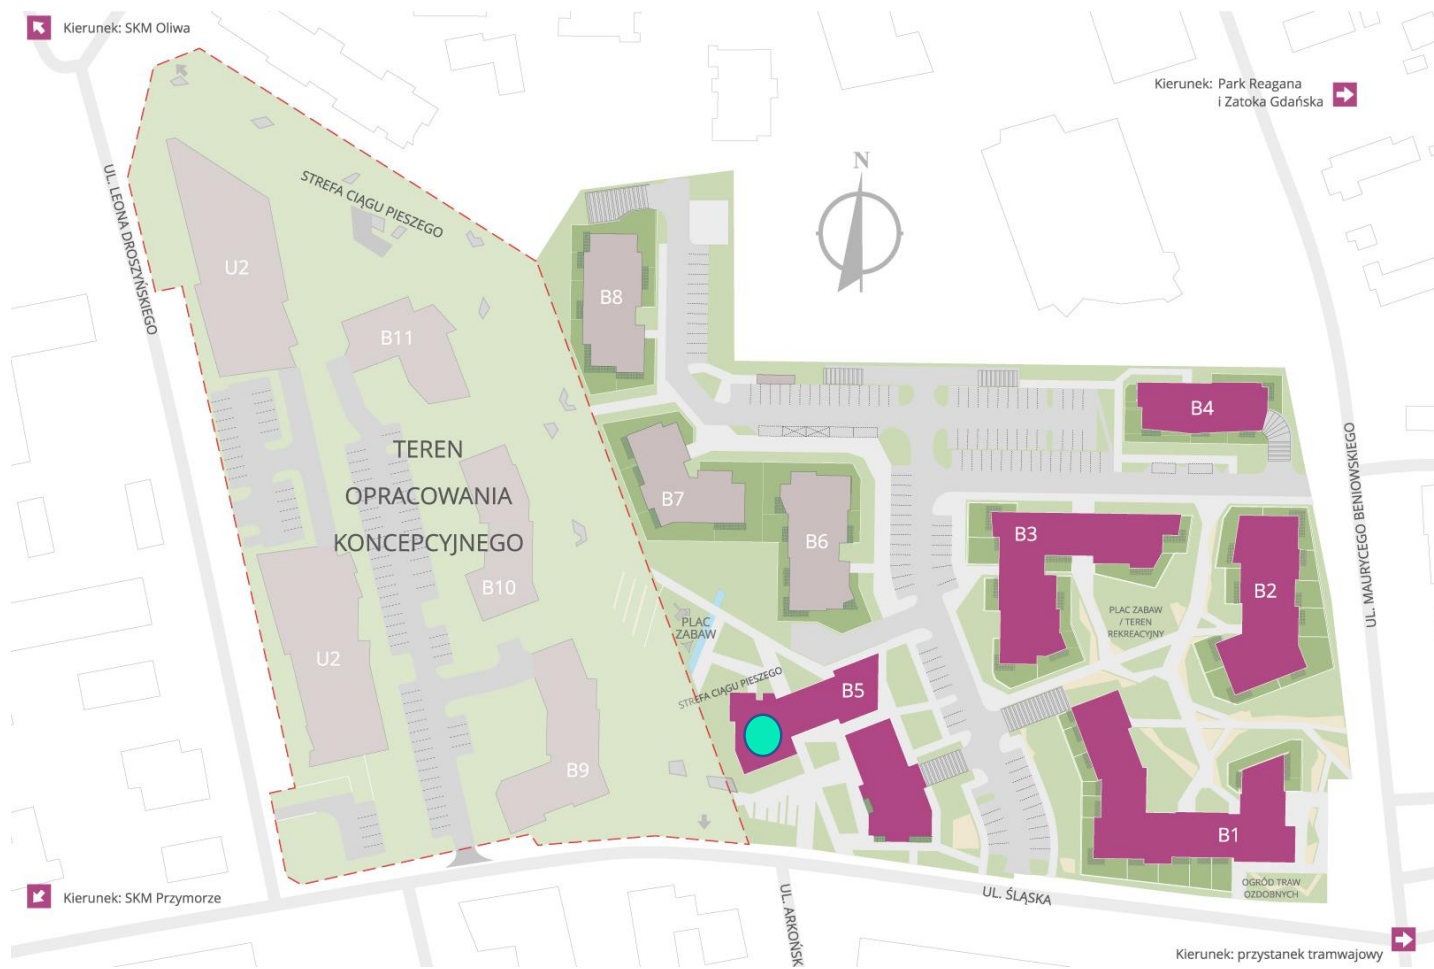 Kierunek: SKM Oliwa
Kierunek: Park Reagana
i Zatoka Gdańska
N
UL. LEONA DROSZYŃSKIEGO
STREFA CIĄGU PIESZEGO
U2
B11
B8
B4
TEREN
OPRACOWANIA
KONCEPCYJNEGO
B7
B6
B3
B2
B10
UL. MAURYCEGO BENIOWSKIEGO
PLAC
ZABAW
PLAC ZABAW
/ TEREN
REKREACYJNY
U2
STREFA CIĄGU PIESZEGO
B5
B9
B1
OGRÓD TRAW
OZDOBNYCH
UL. ŚLĄSKA
UL. ARKOŃSK
Kierunek: SKM Przymorze
Kierunek: przystanek tramwajowy